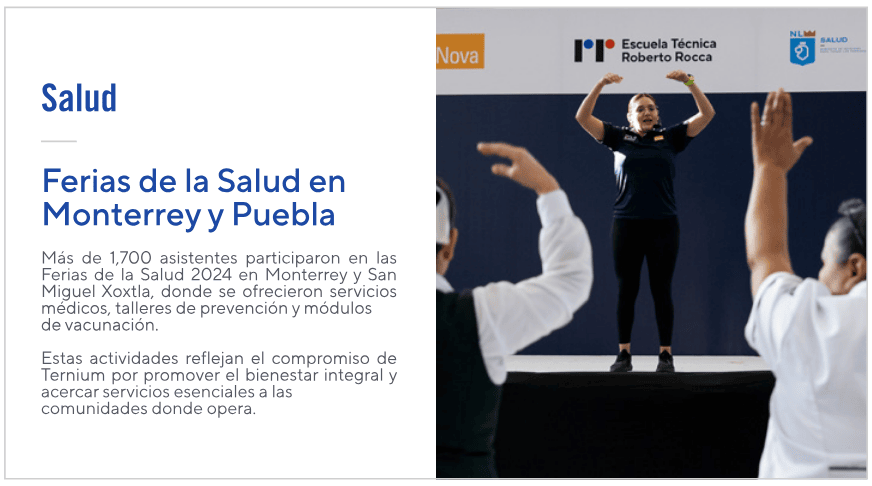 Salud
Ferias de la Salud en
Monterrey y Puebla
Más de 1,700 asistentes participaron en las
Ferias de la Salud 2024 en Monterrey y San
Miguel Xoxtla, donde se ofrecieron servicios
médicos, talleres de prevención y módulos
de vacunación.
Estas actividades reflejan el compromiso de
Ternium por promover el bienestar integral y
acercar servicios esenciales a las
comunidades donde opera.
Nova
Escuela Técnica
Roberto Rocca
NL
SALUD